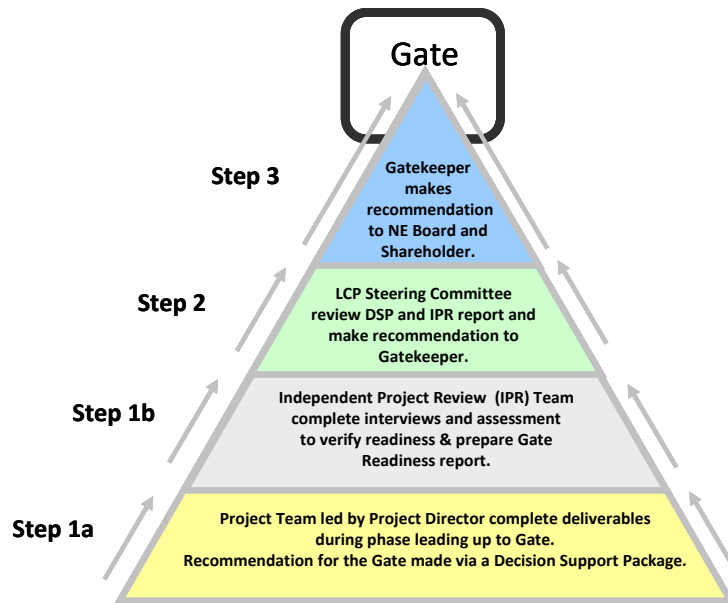 Gate
Step 3
Gatekeeper
makes
recommendation
to NE Board and
Shareholder.
Step 2
LCP Steering Committee
review DSP and IPR report and
make recommendation to
Gatekeeper.
Step 1b
Independent Project Review (IPR) Team
complete interviews and assessment
to verify readiness & prepare Gate
Readiness report.
Step 1a
Project Team led by Project Director complete deliverables
during phase leading up to Gate.
Recommendation for the Gate made via a Decision Support Package.